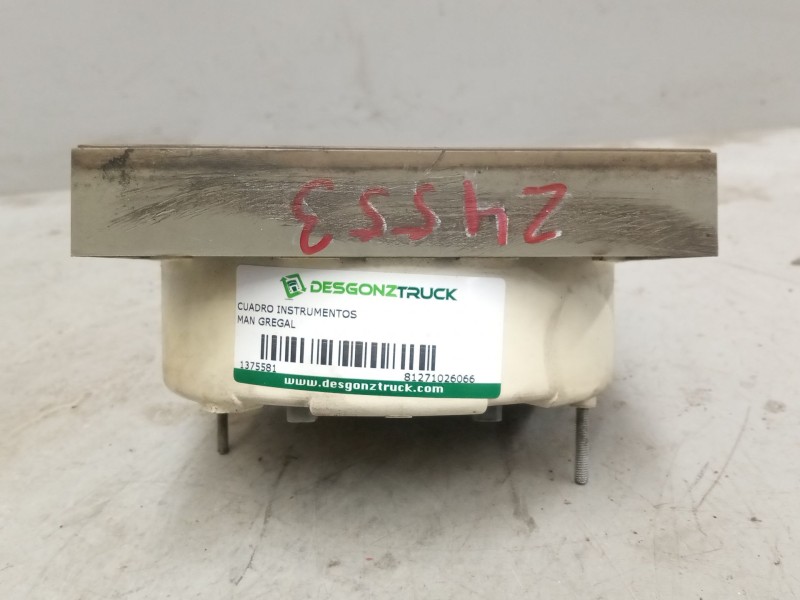 24553
DESGONZTRUCK
CUADRO INSTRUMENTOS
MAN GREGAL
1375581 81271026066
www.desgonztruck.com